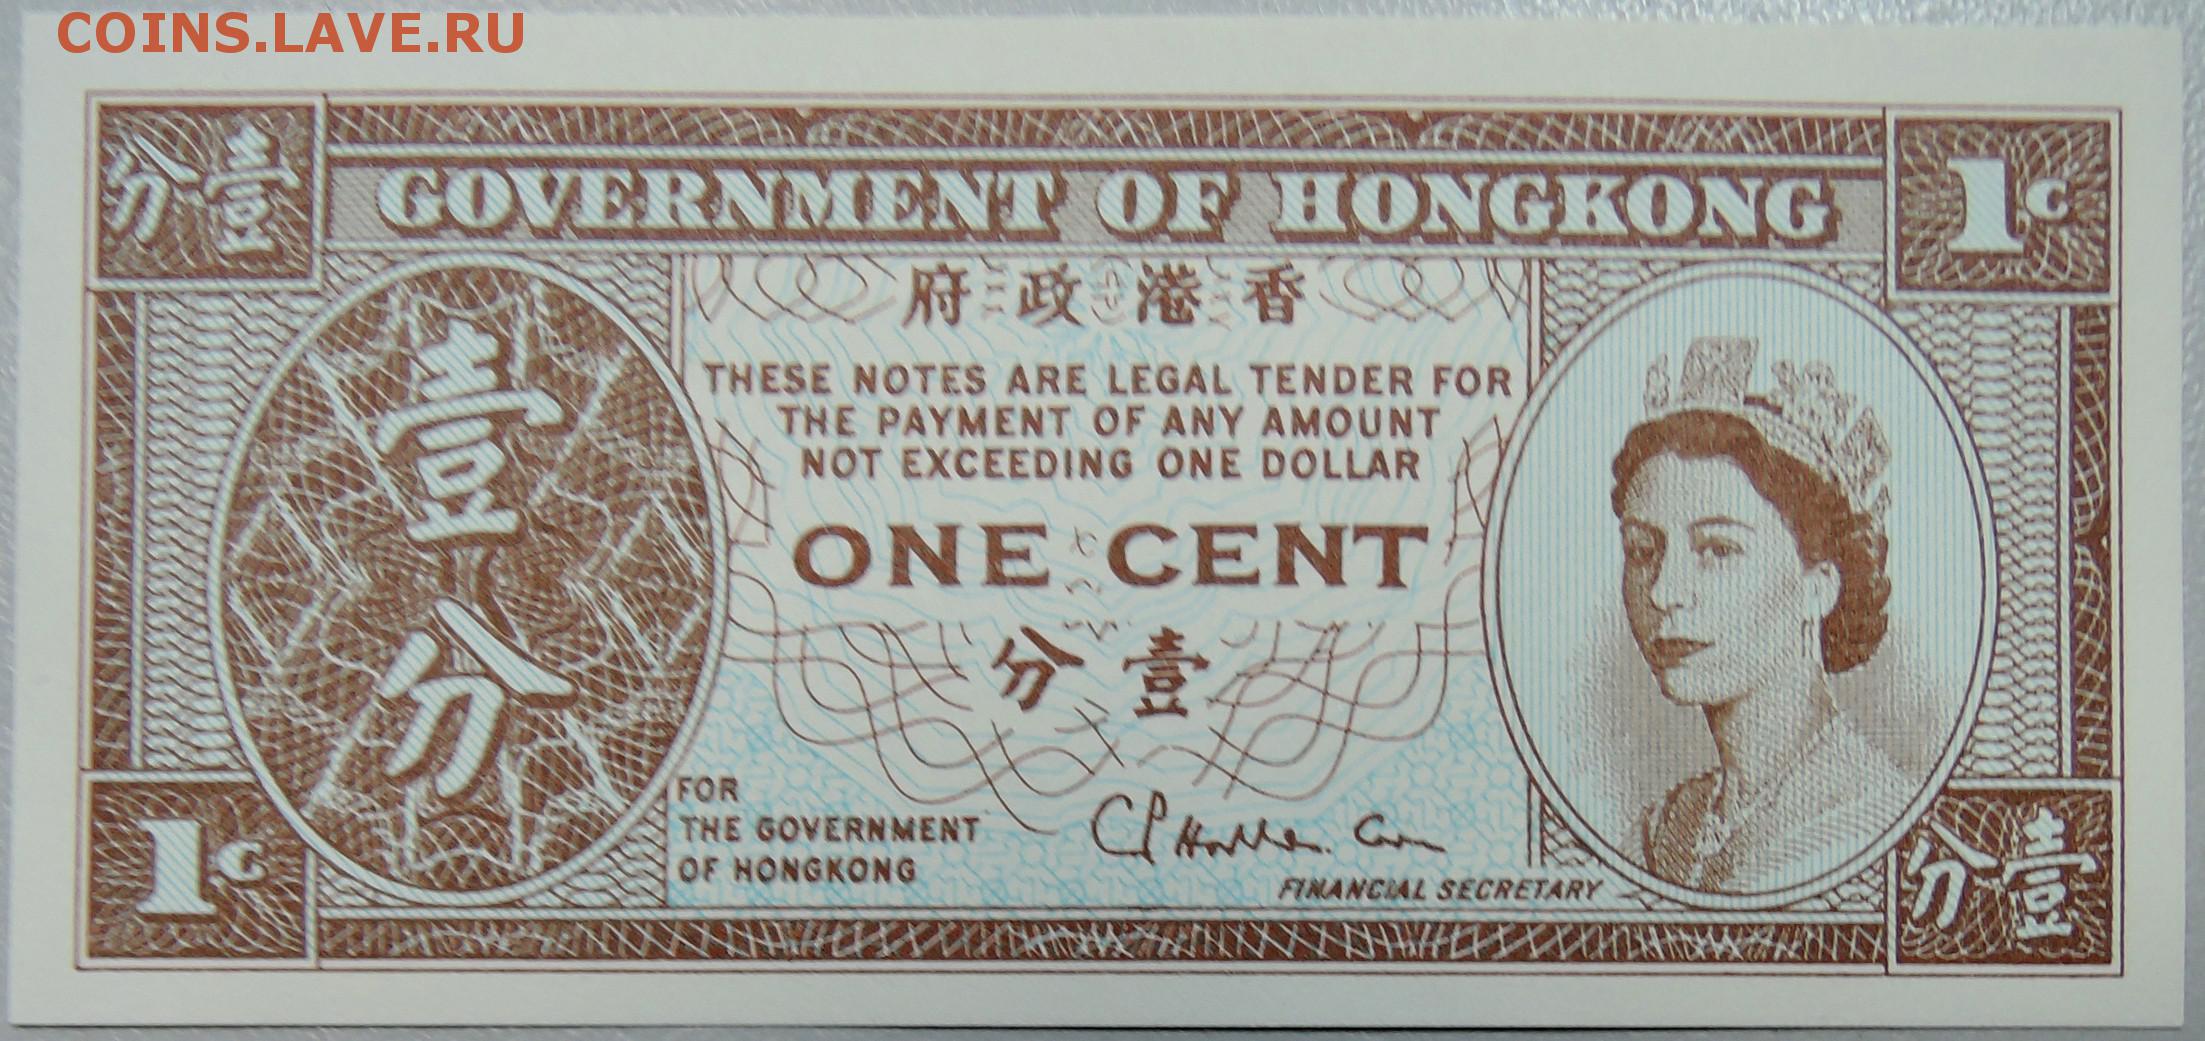 COINS.LAVE.RU
分壹
GOVERNMENT OF HONGKONG
1c
府政港香
THESE NOTES ARE LEGAL TENDER FOR
THE PAYMENT OF ANY AMOUNT
NOT EXCEEDING ONE DOLLAR
壹分
ONE CENT
分壹
FOR
THE GOVERNMENT
OF HONGKONG
FINANCIAL SECRETARY
1c
分壹